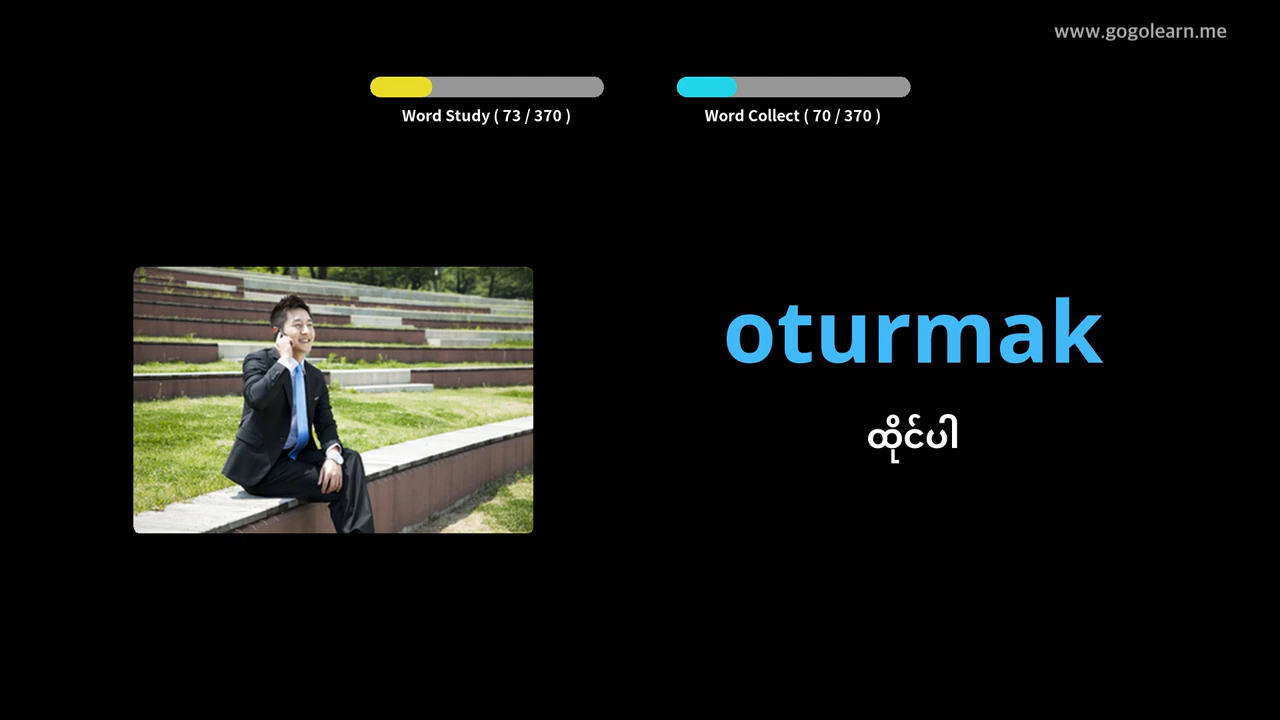 www.gogolearn.me
Word Study ( 73 / 370 )
Word Collect ( 70 / 370 )
oturmak
ထိုင်ပါ